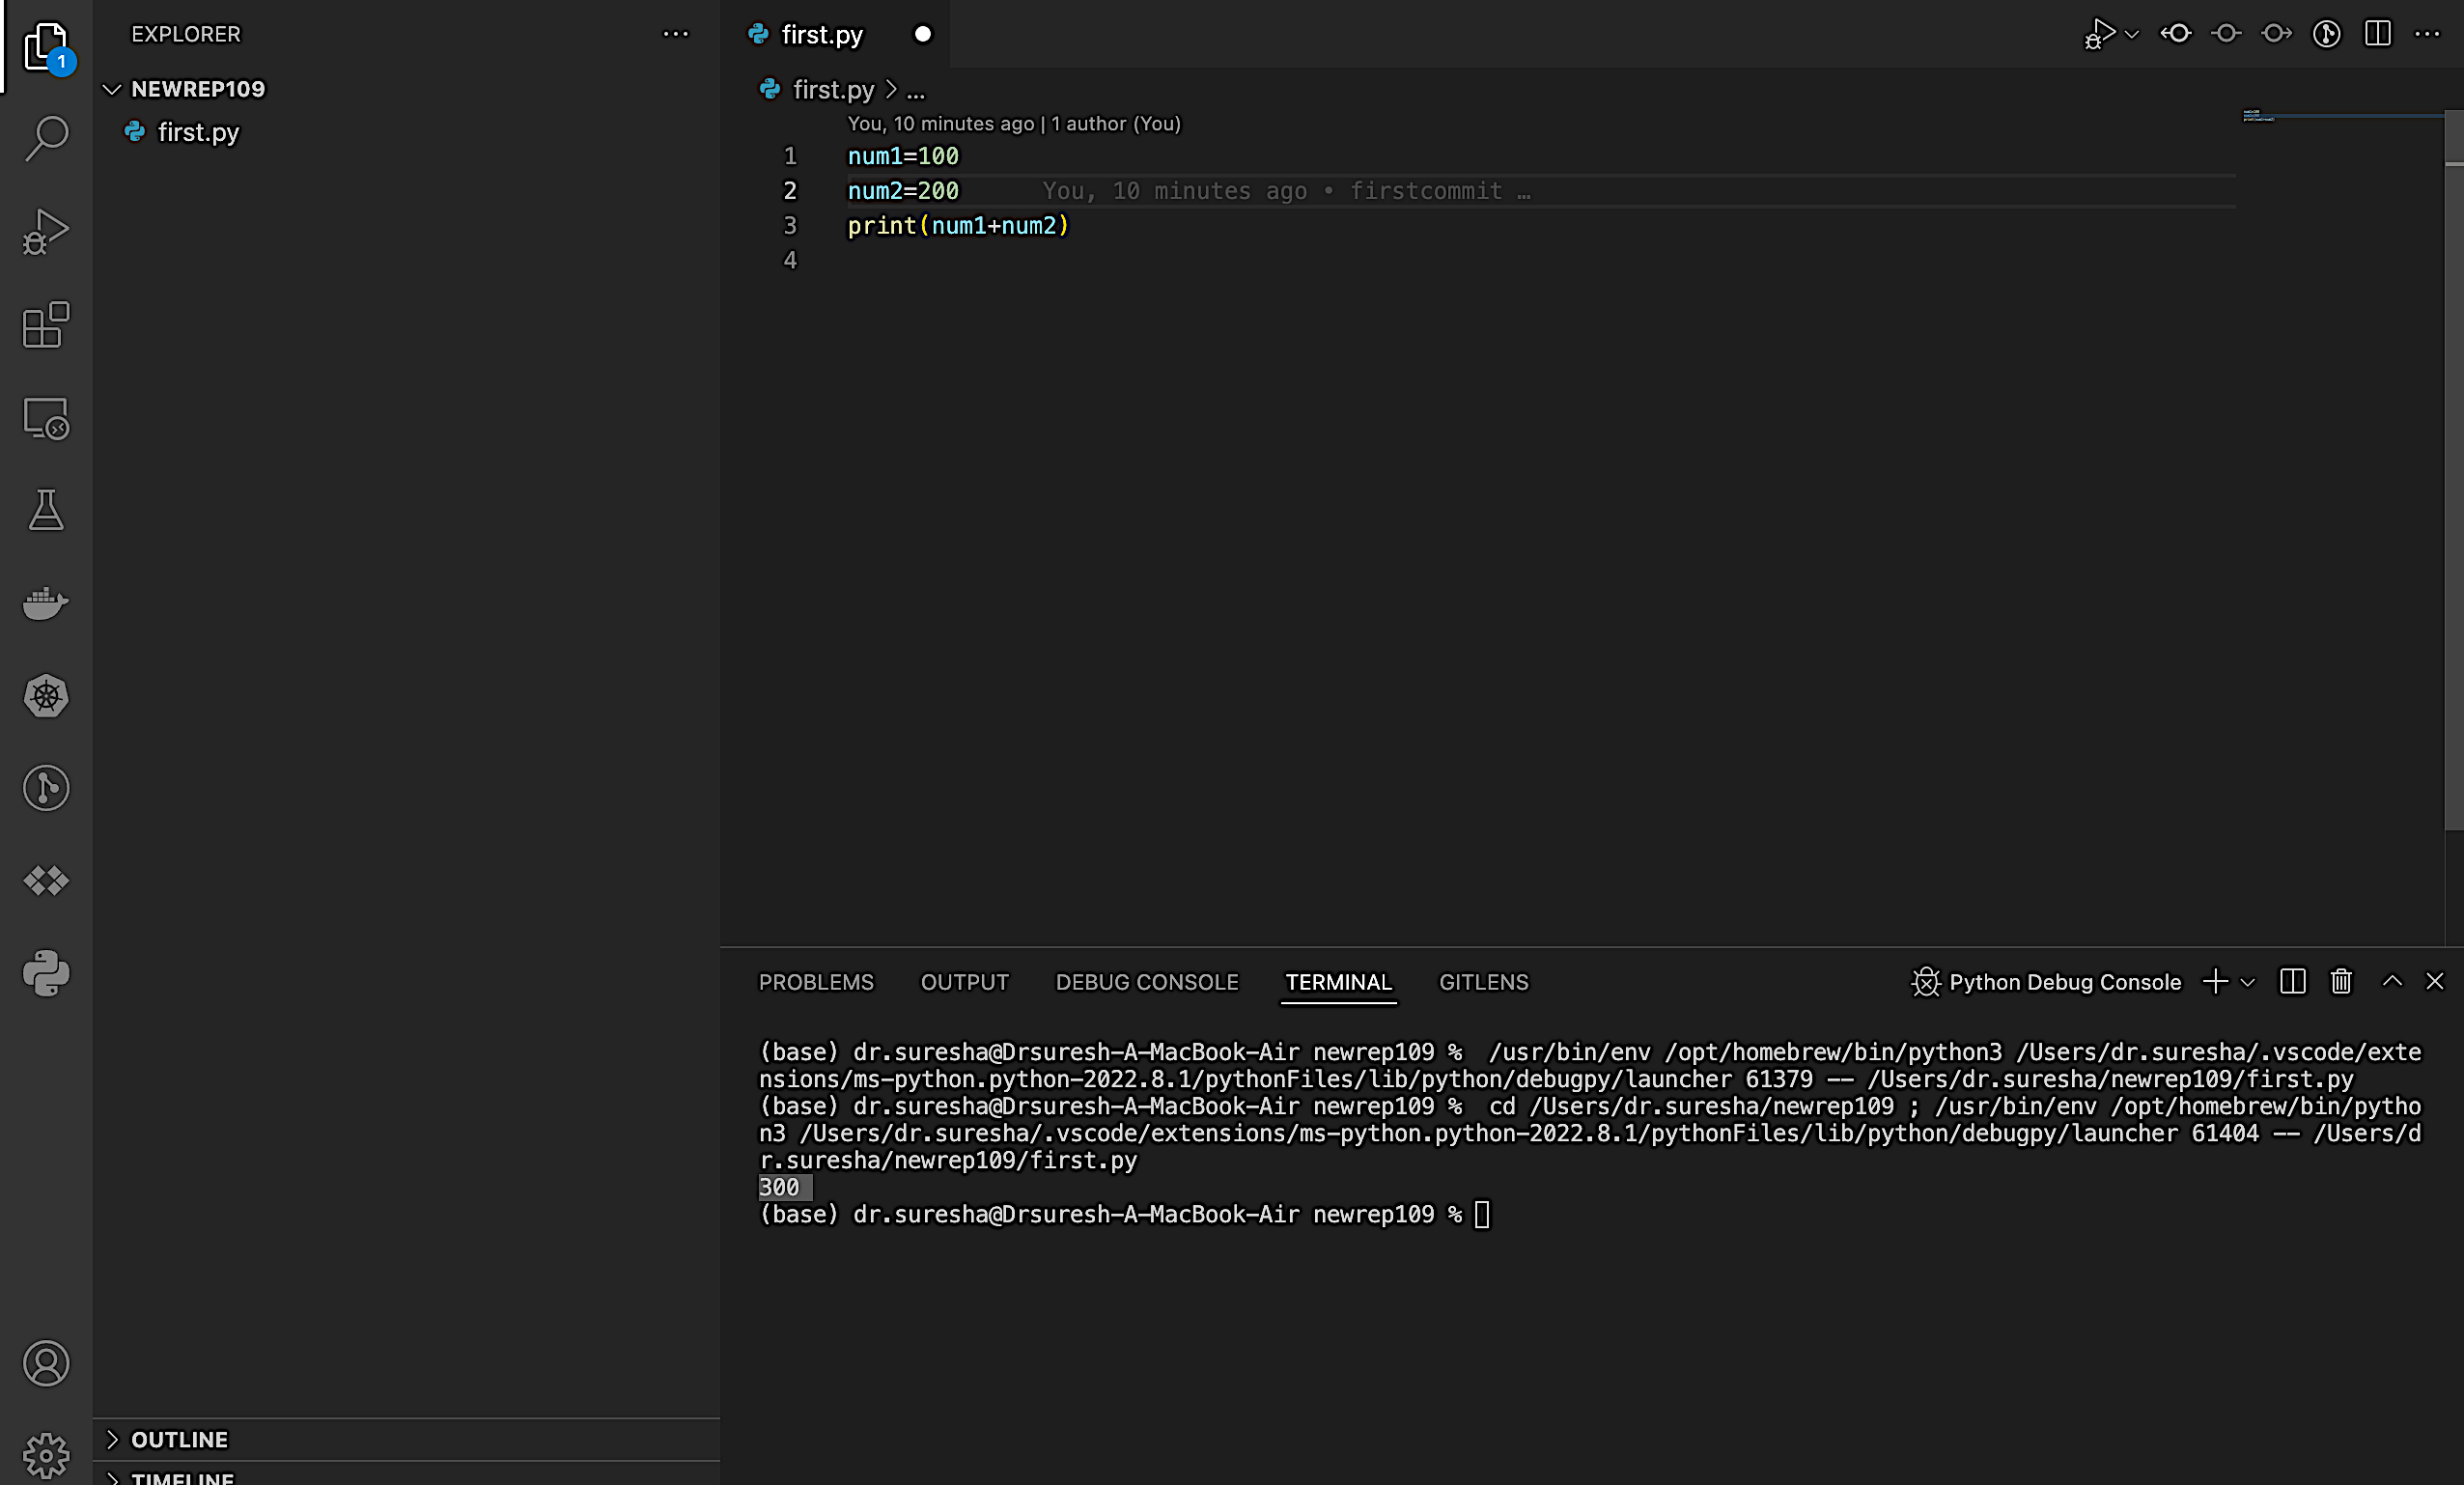 1
EXPLORER
NEWREP109
first.py
OUTLINE
TIMELINE
first.py
first.py > ...
You, 10 minutes ago | 1 author (You)
1 num1=100
2 num2=200 You, 10 minutes ago • firstcommit …
3 print(num1+num2)
4
PROBLEMS OUTPUT DEBUG CONSOLE TERMINAL GITLENS Python Debug Console
(base) dr.suresha@Drsuresh-A-MacBook-Air newrep109 %  /usr/bin/env /opt/homebrew/bin/python3 /Users/dr.suresha/.vscode/exte
nsions/ms-python.python-2022.8.1/pythonFiles/lib/python/debugpy/launcher 61379 -- /Users/dr.suresha/newrep109/first.py
(base) dr.suresha@Drsuresh-A-MacBook-Air newrep109 %  cd /Users/dr.suresha/newrep109 ; /usr/bin/env /opt/homebrew/bin/pytho
n3 /Users/dr.suresha/.vscode/extensions/ms-python.python-2022.8.1/pythonFiles/lib/python/debugpy/launcher 61404 -- /Users/d
r.suresha/newrep109/first.py
300
(base) dr.suresha@Drsuresh-A-MacBook-Air newrep109 %